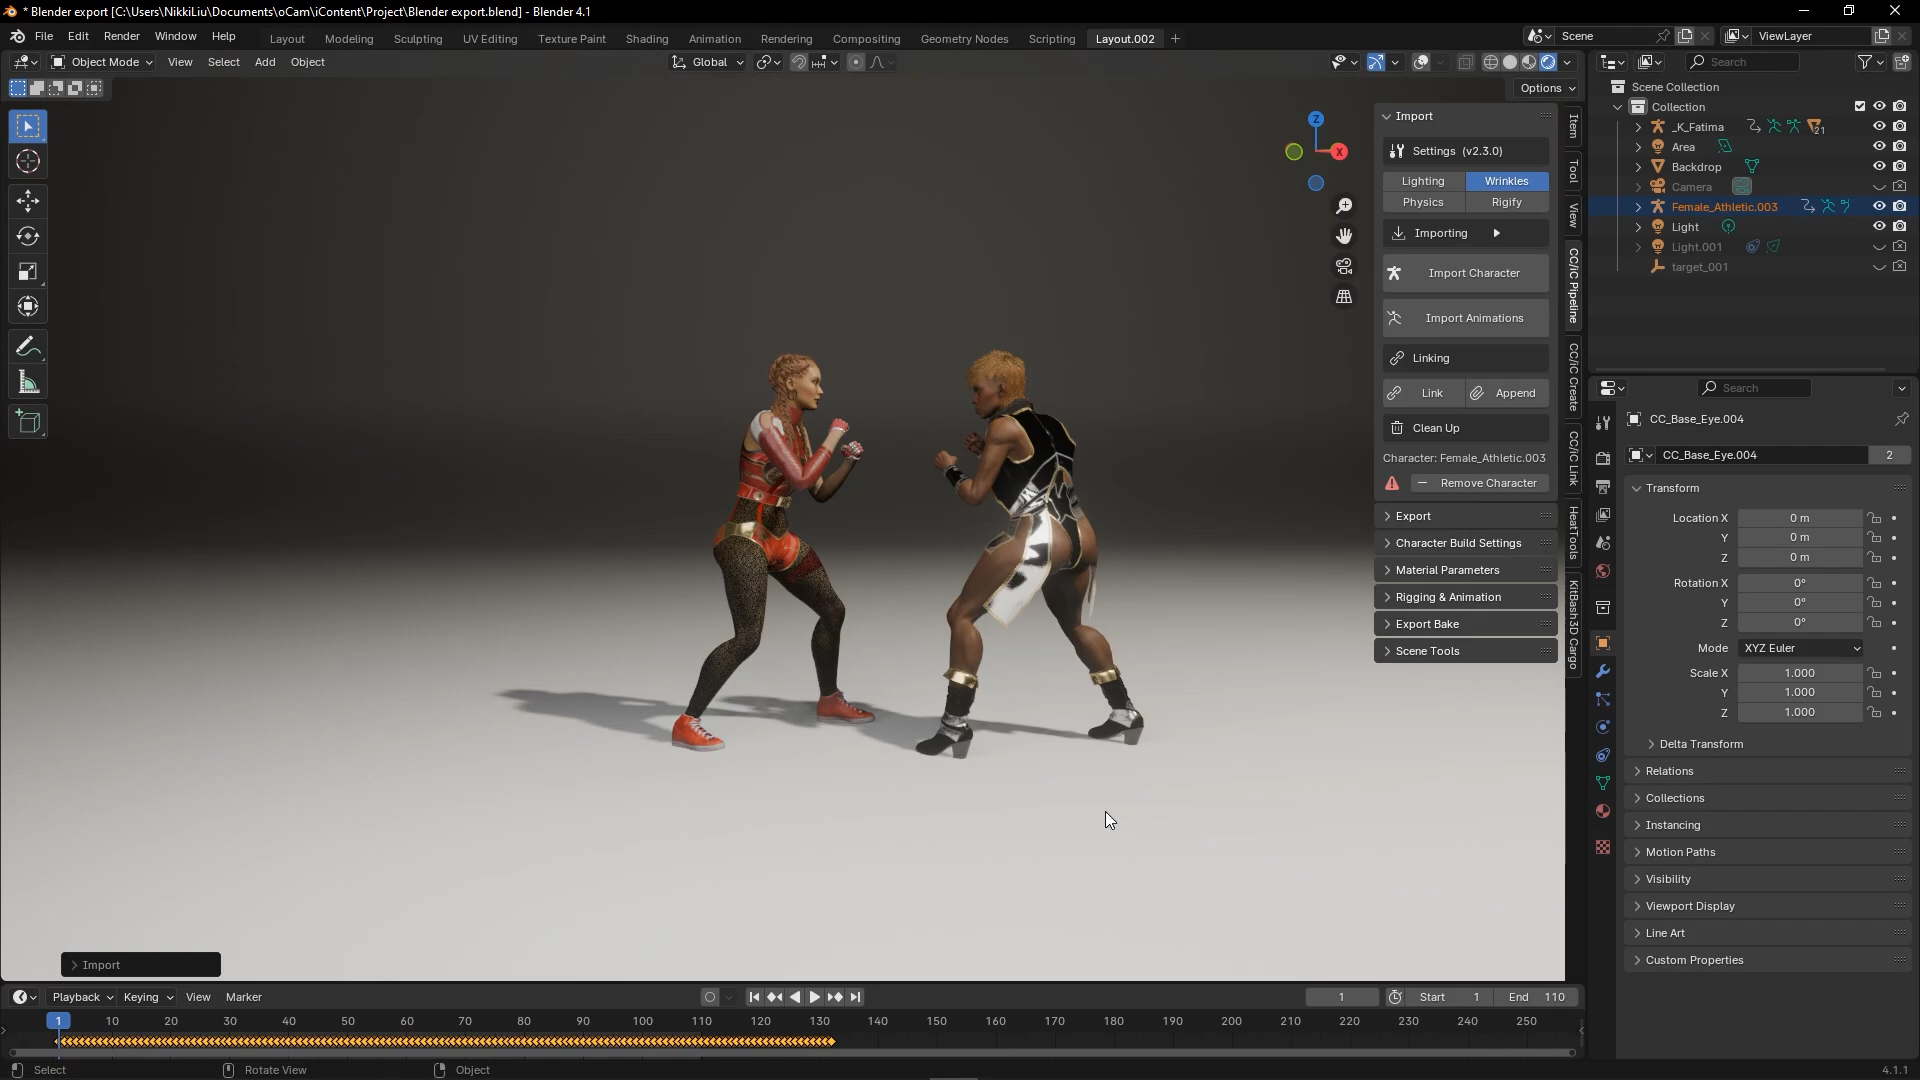 * Blender export [C:\Users\NikkiLiu\Documents\oCam\iContent\Project\Blender export.blend] - Blender 4.1
File Edit Render Window Help
Layout Modeling Sculpting UV Editing Texture Paint Shading Animation Rendering Compositing Geometry Nodes Scripting Layout.002 +
Scene
ViewLayer
Object Mode View Select Add Object
Global
Search
Options
Import
Settings (v2.3.0)
Lighting Wrinkles
Physics Rigify
Importing
Import Character
Import Animations
Linking
Link Append
Clean Up
Character: Female_Athletic.003
Remove Character
Export
Character Build Settings
Material Parameters
Rigging & Animation
Export Bake
Scene Tools
Z
X
Item
Tool
View
CC/iC Pipeline
CC/iC Create
CC/iC Link
HeatTools
KitBash3D Cargo
Scene Collection
Collection
_K_Fatima
21
Area
Backdrop
Camera
Female_Athletic.003
Light
Light.001
target_001
Search
CC_Base_Eye.004
CC_Base_Eye.004 2
Transform
Location X 0 m
Y 0 m
Z 0 m
Rotation X 0°
Y 0°
Z 0°
Mode XYZ Euler
Scale X 1.000
Y 1.000
Z 1.000
Delta Transform
Relations
Collections
Instancing
Motion Paths
Visibility
Viewport Display
Line Art
Custom Properties
Import
Playback Keying View Marker
1 Start 1 End 110
1 10 20 30 40 50 60 70 80 90 100 110 120 130 140 150 160 170 180 190 200 210 220 230 240 250
Select Rotate View Object 4.1.1